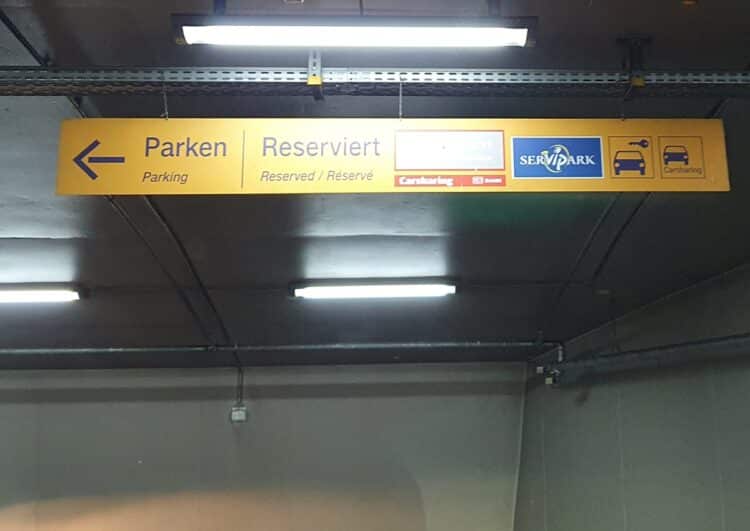 Parken
Parking
Reserviert
Reserved / Réservé
Carsharing
SERVIPARK
Carsharing